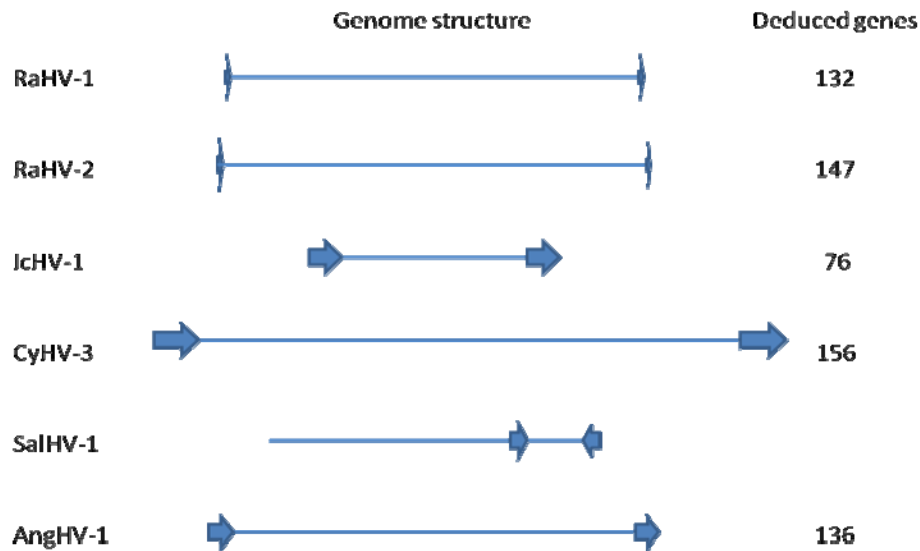 Genome structure Deduced genes
RaHV-1 132
RaHV-2 147
IcHV-1 76
CyHV-3 156
SalHV-1
AngHV-1 136